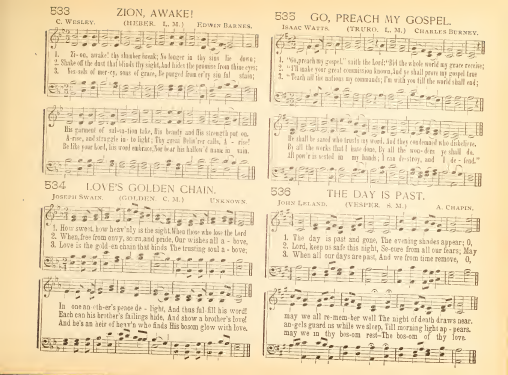 533
ZION, AWAKE!
C. WESLEY. (HEBER. L. M.) EDWIN BARNES.
1. Zi-on, awake! thy slumber break; No longer in thy sins lie down;
2. Shake off the dust that blinds thy sight, And hides the promise from thine eyes;
3. Yes sons of mer-cy, sons of grace, Be purged from ev'ry sin ful stain;
His garment of sal-va-tion take, His beauty and His strength put on.
A-rise, and struggle in-to light; Thy great Deliv'rer calls, A - rise!
Be like your Lord, his word embrace, Nor bear his hallow'd name in vain.
534
LOVE'S GOLDEN CHAIN.
JOSEPH SWAIN. (GOLDEN. C. M.) UNKNOWN.
1. How sweet, how heav'nly is the sight, When those who love the Lord
2. When, free from envy, scorn, and pride, Our wishes all a - bove,
3. Love is the gold-en chain that binds The trusting soul a - bove;
In one an-oth-er's peace de - light, And thus ful-fill his word!
Each can his brother's failings hide, And show a brother's love!
And he's an heir of heav'n who finds His bosom glow with love.
535
GO, PREACH MY GOSPEL.
ISAAC WATTS. (TRURO. L. M.) CHARLES BURNEY.
1. "Go, preach my gospel," saith the Lord: "Bid the whole world my grace receive;
2. "I'll make your great commission known, And ye shall prove my gospel true
3. "Teach all the nations my commands; I'm with you till the world shall end;
He shall be saved who trusts my word, And they condemned who disbelieve.
By all the works that I have done, By all the won-ders ye shall do.
All pow'r is vested in my hands; I can de-stroy, and I de - fend."
536
THE DAY IS PAST.
JOHN LELAND. (VESPER. S. M.) A. CHAPIN.
1. The day is past and gone, The evening shades appear; O,
2. Lord, keep us safe this night, Se-cure from all our fears; May
3. And when all our days are past, And we from time remove, O,
may we all re-mem-ber well The night of death draws near.
an-gels guard us while we sleep, Till morning light ap - pears.
may we in thy bos-om rest—The bos-om of thy love.